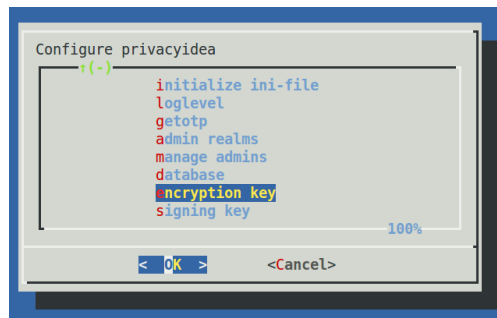 Configure privacyidea
↑(-)
initialize ini-file
loglevel
getotp
admin realms
manage admins
database
encryption key
signing key
100%
< OK > <Cancel>